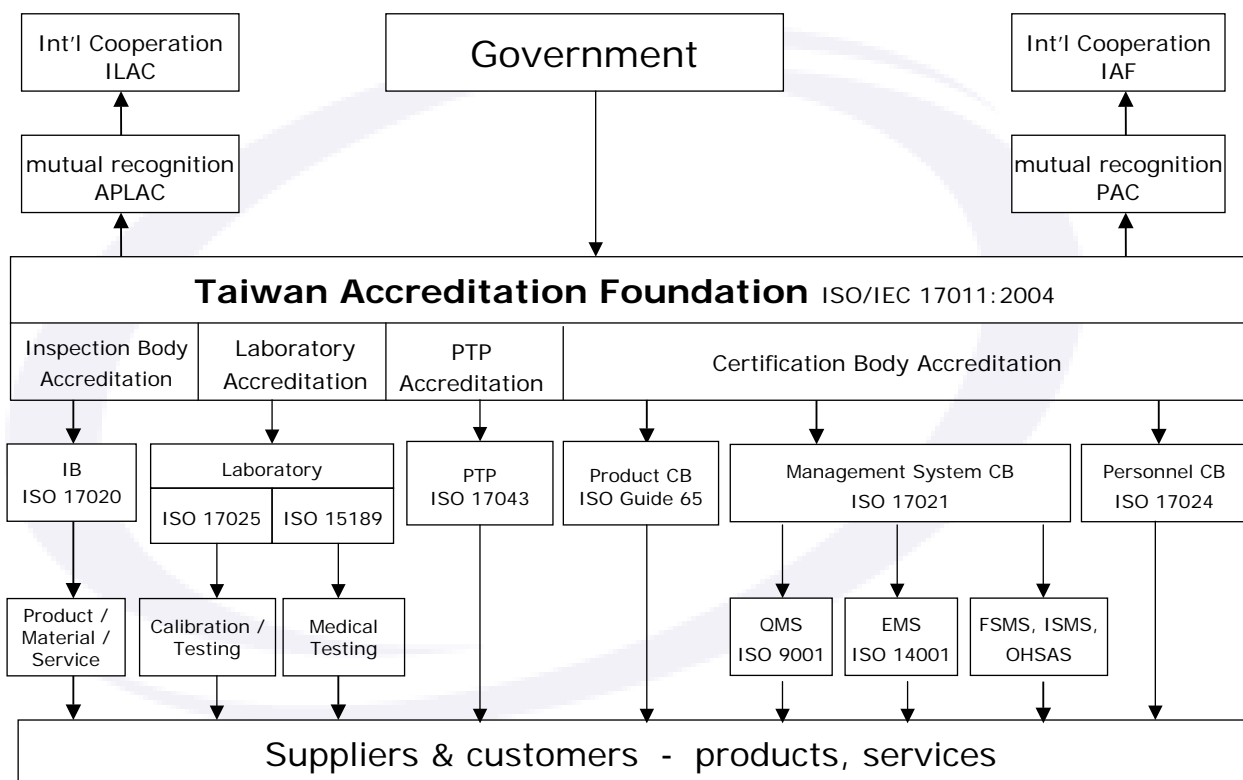 Int'l Cooperation
ILAC
Government
Int'l Cooperation
IAF
mutual recognition
APLAC
mutual recognition
PAC
Taiwan Accreditation Foundation ISO/IEC 17011:2004
Inspection Body
Accreditation
Laboratory
Accreditation
PTP
Accreditation
Certification Body Accreditation
IB
ISO 17020
Laboratory
ISO 17025
ISO 15189
PTP
ISO 17043
Product CB
ISO Guide 65
Management System CB
ISO 17021
Personnel CB
ISO 17024
Product /
Material /
Service
Calibration /
Testing
Medical
Testing
QMS
ISO 9001
EMS
ISO 14001
FSMS, ISMS,
OHSAS
Suppliers & customers - products, services